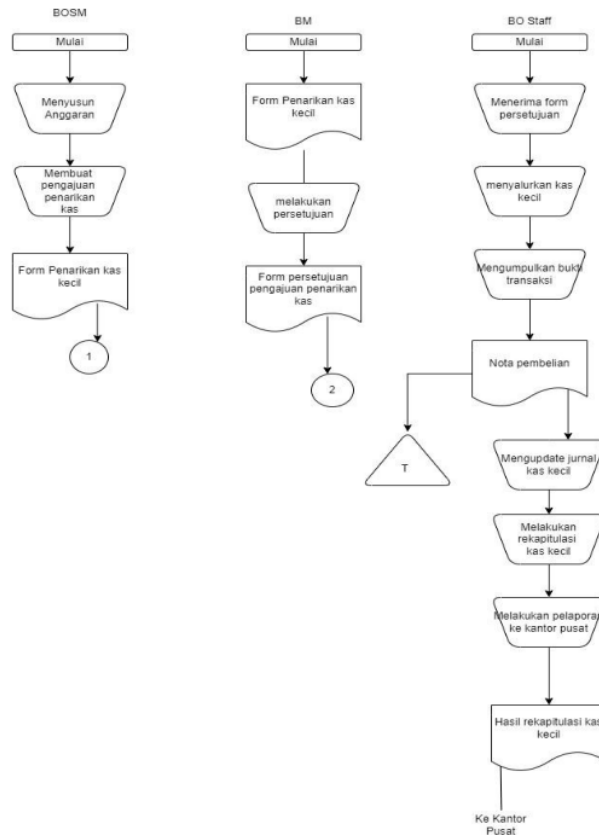 BOSM
Mulai
Menyusun
Anggaran
Membuat
pengajuan
penarikan
kas
Form Penarikan kas
kecil
1
BM
Mulai
Form Penarikan kas
kecil
melakukan
persetujuan
Form persetujuan
pengajuan penarikan
kas
2
BO Staff
Mulai
Menerima form
persetujuan
menyalurkan kas
kecil
Mengumpulkan bukti
transaksi
Nota pembelian
T
Mengupdate jurnal
kas kecil
Melakukan
rekapitulasi
kas kecil
Melakukan pelaporan
ke kantor pusat
Hasil rekapitulasi kas
kecil
Ke Kantor
Pusat